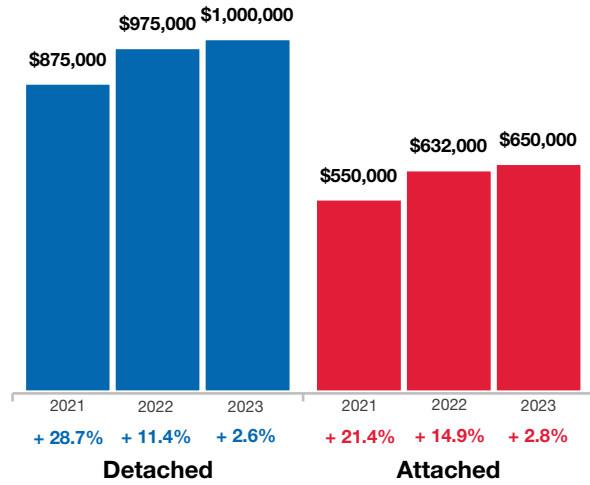 $875,000
$975,000
$1,000,000
$550,000
$632,000
$650,000
2021 2022 2023 2021 2022 2023
+ 28.7% + 11.4% + 2.6% + 21.4% + 14.9% + 2.8%
Detached Attached